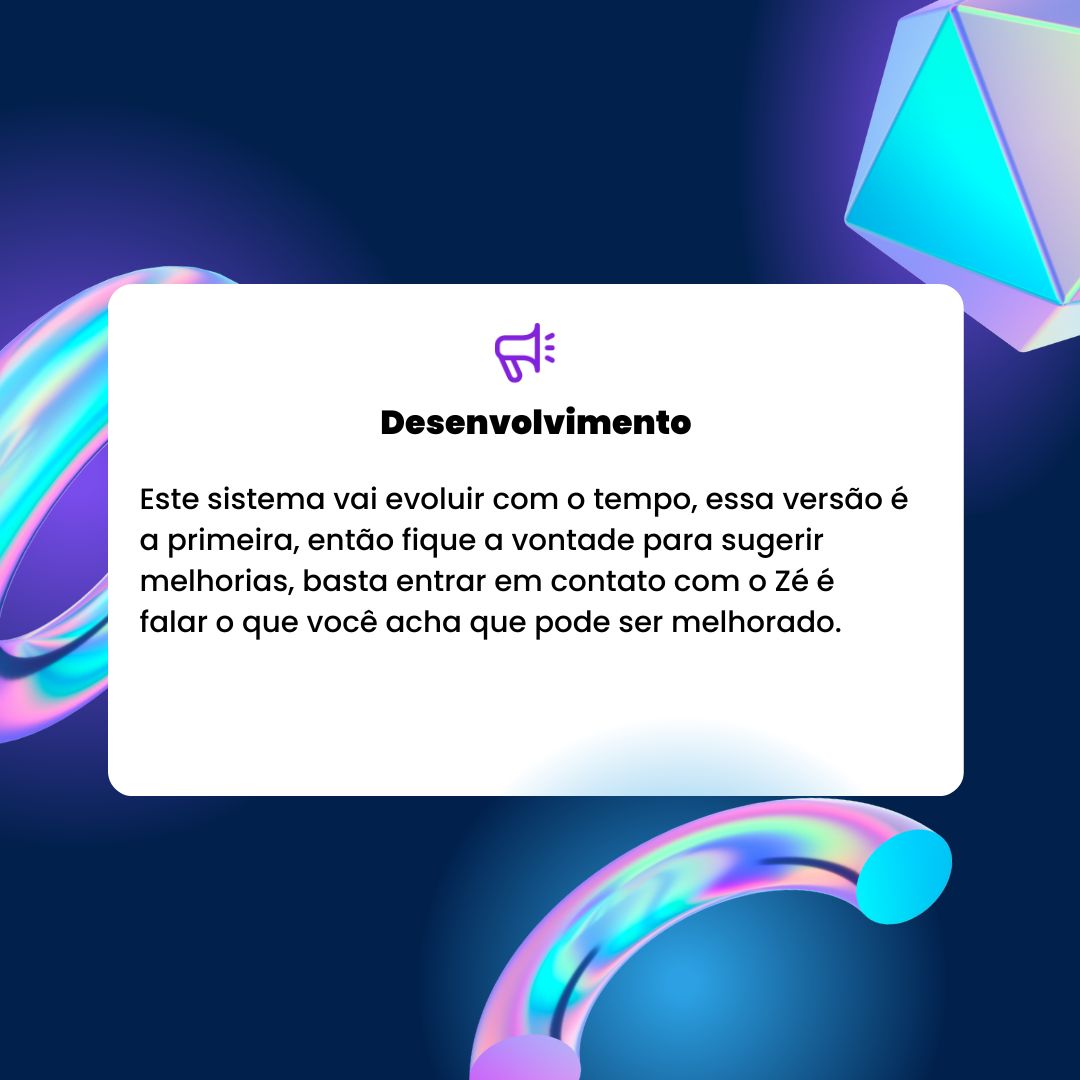 Desenvolvimento
Este sistema vai evoluir com o tempo, essa versão é
a primeira, então fique a vontade para sugerir
melhorias, basta entrar em contato com o Zé é
falar o que você acha que pode ser melhorado.